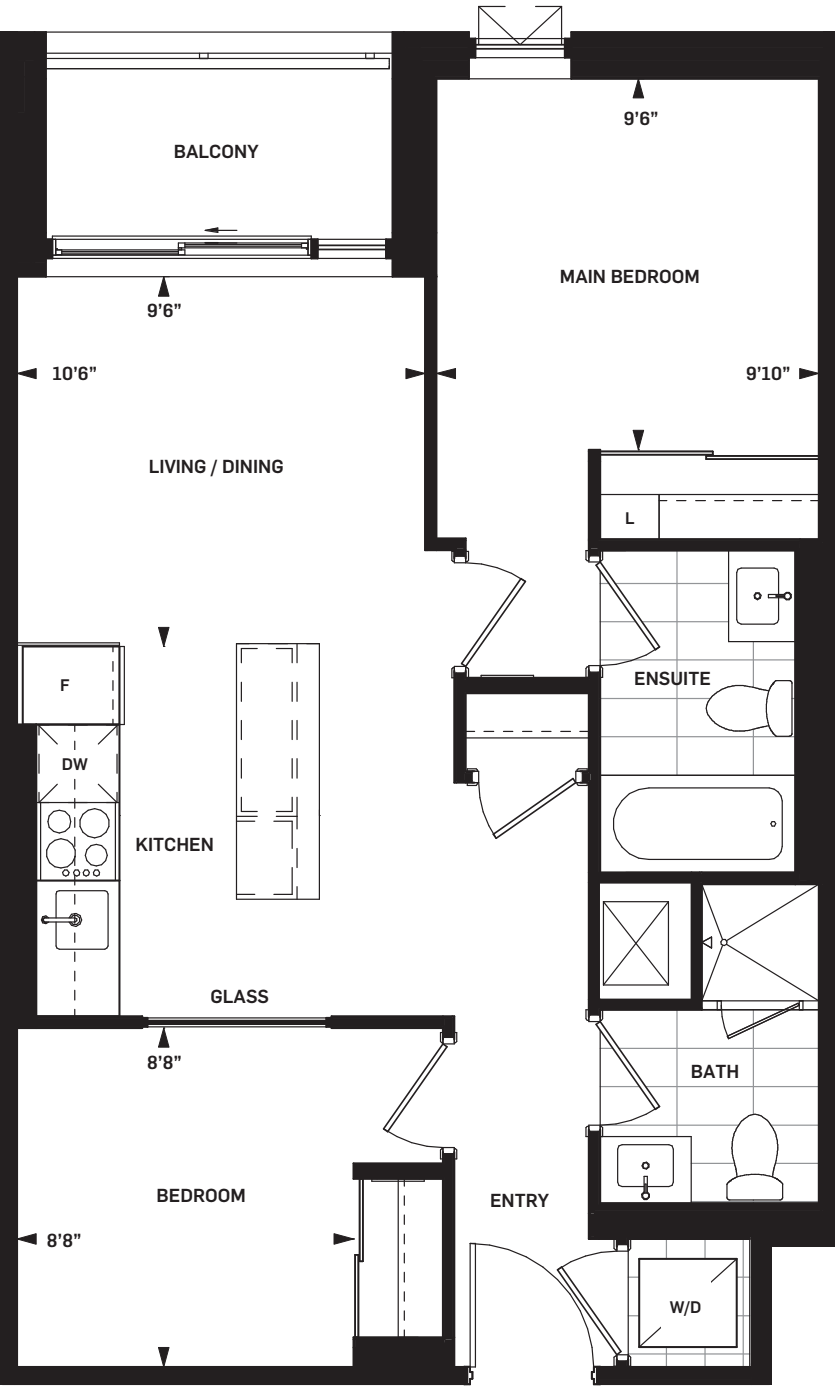 BALCONY
9'6”
MAIN BEDROOM
9'6”
10'6”
9'10”
LIVING / DINING
L
F
ENSUITE
DW
KITCHEN
GLASS
8'8”
BATH
BEDROOM
ENTRY
8'8”
W/D